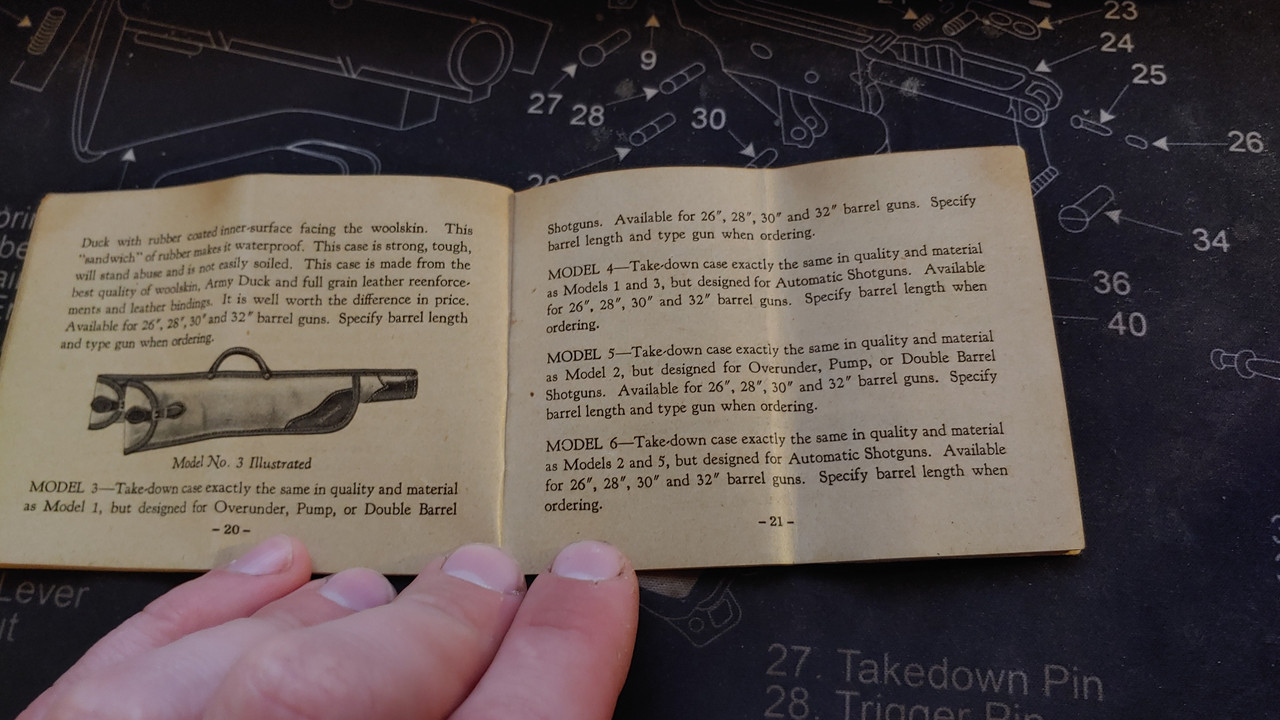 23
24
9
25
27
28
30
26
29
34
36
40
Duck with rubber coated inner-surface facing the woolskin. This
"sandwich" of rubber makes it waterproof. This case is strong, tough,
will stand abuse and is not easily soiled. This case is made from the
best quality of woolskin, Army Duck and full grain leather reenforce-
ments and leather bindings. It is well worth the difference in price.
Available for 26", 28", 30" and 32" barrel guns. Specify barrel length
and type gun when ordering.
Model No. 3 Illustrated
MODEL 3—Take-down case exactly the same in quality and material
as Model 1, but designed for Overunder, Pump, or Double Barrel
- 20 -
Shotguns. Available for 26", 28", 30" and 32" barrel guns. Specify
barrel length and type gun when ordering.
MODEL 4—Take-down case exactly the same in quality and material
as Models 1 and 3, but designed for Automatic Shotguns. Available
for 26", 28", 30" and 32" barrel guns. Specify barrel length when
ordering.
MODEL 5—Take-down case exactly the same in quality and material
as Model 2, but designed for Overunder, Pump, or Double Barrel
Shotguns. Available for 26", 28", 30" and 32" barrel guns. Specify
barrel length and type gun when ordering.
MODEL 6—Take-down case exactly the same in quality and material
as Models 2 and 5, but designed for Automatic Shotguns. Available
for 26", 28", 30" and 32" barrel guns. Specify barrel length when
ordering.
- 21 -
Lever
27. Takedown Pin
28. Trigger Pin